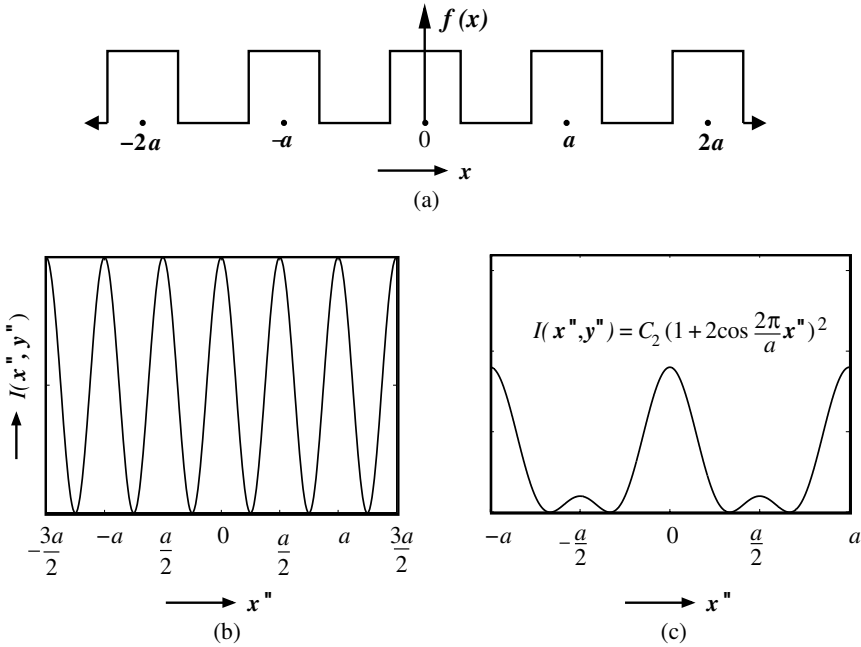 f(x)
−2a −a 0 a 2a
x
(a)
I(x", y")
−3a/2 −a a/2 0 a/2 a 3a/2
x"
(b)
I(x",y") = C₂ (1+2cos 2π/a x")²
−a −a/2 0 a/2 a
x"
(c)